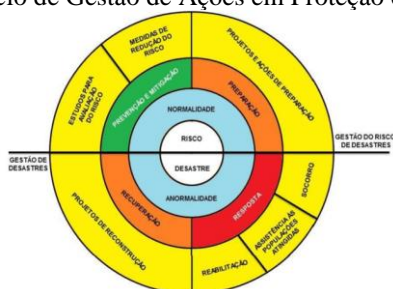 elo de Gestão de Ações em Proteção e
MEDIDAS DE
REDUÇÃO DO
RISCO
PROJETOS E AÇÕES DE PREPARAÇÃO
ESTUDOS PARA
AVALIAÇÃO
DO RISCO
PREVENÇÃO E MITIGAÇÃO
PREPARAÇÃO
NORMALIDADE
RISCO
GESTÃO DO RISCO
DE DESASTRES
GESTÃO DE
DESASTRES
DESASTRE
ANORMALIDADE
RECUPERAÇÃO
RESPOSTA
SOCORRO
PROJETOS DE RECONSTRUÇÃO
ASSISTÊNCIA ÀS
POPULAÇÕES
ATINGIDAS
REABILITAÇÃO